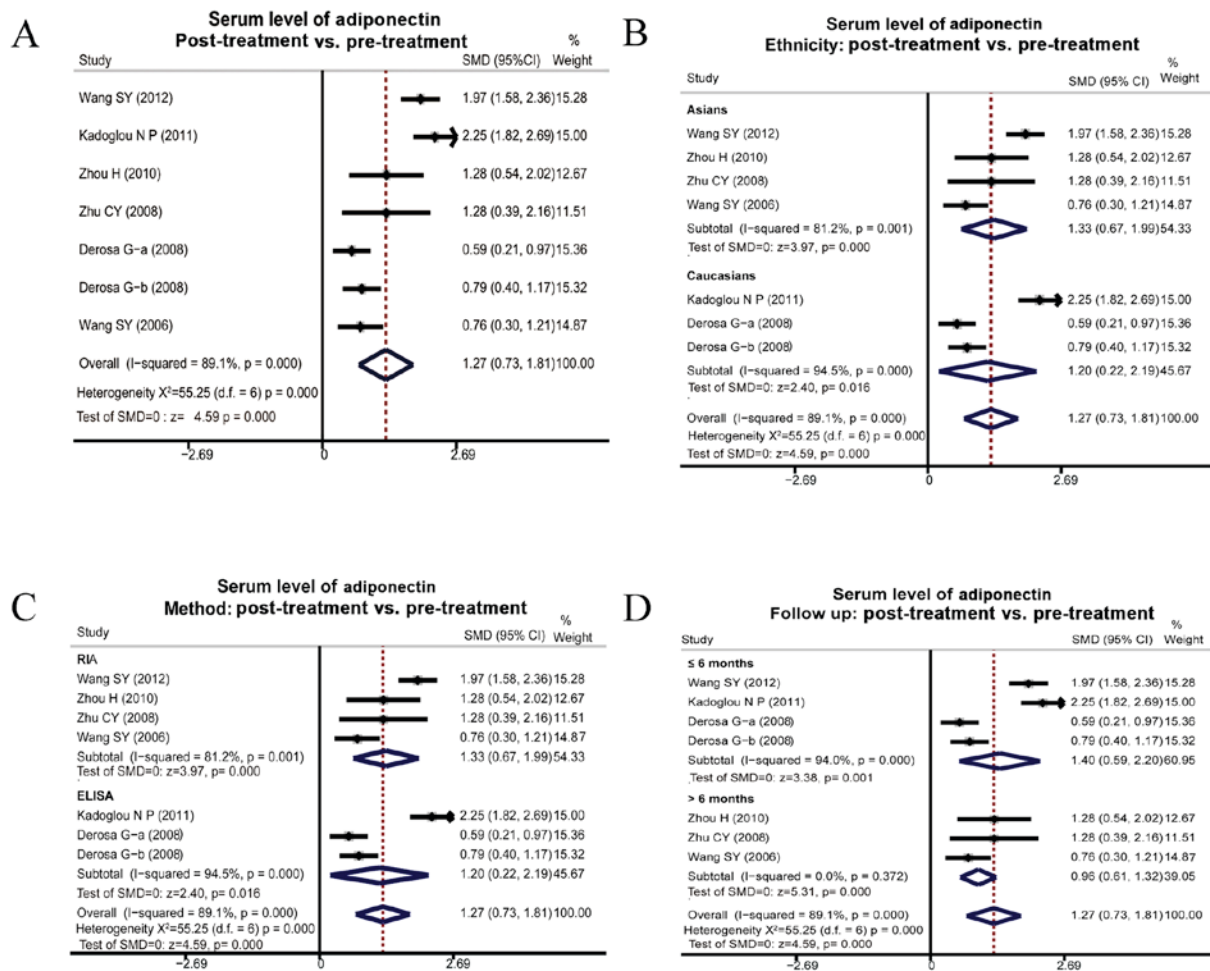 A
Serum level of adiponectin
Post-treatment vs. pre-treatment
%
Study SMD (95%CI) Weight
Wang SY (2012) 1.97 (1.58, 2.36) 15.28
Kadoglou N P (2011) 2.25 (1.82, 2.69) 15.00
Zhou H (2010) 1.28 (0.54, 2.02) 12.67
Zhu CY (2008) 1.28 (0.39, 2.16) 11.51
Derosa G-a (2008) 0.59 (0.21, 0.97) 15.36
Derosa G-b (2008) 0.79 (0.40, 1.17) 15.32
Wang SY (2006) 0.76 (0.30, 1.21) 14.87
Overall (I-squared = 89.1%, p = 0.000) 1.27 (0.73, 1.81) 100.00
Heterogeneity X²=55.25 (d.f. = 6) p = 0.000
Test of SMD=0 : z= 4.59 p = 0.000
−2.69 0 2.69
B
Serum level of adiponectin
Ethnicity: post-treatment vs. pre-treatment
%
Study SMD (95% CI) Weight
Asians
Wang SY (2012) 1.97 (1.58, 2.36) 15.28
Zhou H (2010) 1.28 (0.54, 2.02) 12.67
Zhu CY (2008) 1.28 (0.39, 2.16) 11.51
Wang SY (2006) 0.76 (0.30, 1.21) 14.87
Subtotal (I-squared = 81.2%, p = 0.001) 1.33 (0.67, 1.99) 54.33
Test of SMD=0: z=3.97, p= 0.000
Caucasians
Kadoglou N P (2011) 2.25 (1.82, 2.69) 15.00
Derosa G-a (2008) 0.59 (0.21, 0.97) 15.36
Derosa G-b (2008) 0.79 (0.40, 1.17) 15.32
Subtotal (I-squared = 94.5%, p = 0.000) 1.20 (0.22, 2.19) 45.67
Test of SMD=0: z=2.40, p= 0.016
Overall (I-squared = 89.1%, p = 0.000) 1.27 (0.73, 1.81) 100.00
Heterogeneity X²=55.25 (d.f. = 6) p = 0.000
Test of SMD=0: z=4.59, p = 0.000
−2.69 0 2.69
C
Serum level of adiponectin
Method: post-treatment vs. pre-treatment
%
Study SMD (95% CI) Weight
RIA
Wang SY (2012) 1.97 (1.58, 2.36) 15.28
Zhou H (2010) 1.28 (0.54, 2.02) 12.67
Zhu CY (2008) 1.28 (0.39, 2.16) 11.51
Wang SY (2006) 0.76 (0.30, 1.21) 14.87
Subtotal (I-squared = 81.2%, p = 0.001) 1.33 (0.67, 1.99) 54.33
Test of SMD=0: z=3.97, p= 0.000
ELISA
Kadoglou N P (2011) 2.25 (1.82, 2.69) 15.00
Derosa G-a (2008) 0.59 (0.21, 0.97) 15.36
Derosa G-b (2008) 0.79 (0.40, 1.17) 15.32
Subtotal (I-squared = 94.5%, p = 0.000) 1.20 (0.22, 2.19) 45.67
Test of SMD=0: z=2.40, p = 0.016
Overall (I-squared = 89.1%, p = 0.000) 1.27 (0.73, 1.81) 100.00
Heterogeneity X²=55.25 (d.f. = 6) p = 0.000
Test of SMD=0: z=4.59, p = 0.000
−2.69 0 2.69
D
Serum level of adiponectin
Follow up: post-treatment vs. pre-treatment
%
Study SMD (95% CI) Weight
≤ 6 months
Wang SY (2012) 1.97 (1.58, 2.36) 15.28
Kadoglou N P (2011) 2.25 (1.82, 2.69) 15.00
Derosa G-a (2008) 0.59 (0.21, 0.97) 15.36
Derosa G-b (2008) 0.79 (0.40, 1.17) 15.32
Subtotal (I-squared = 94.0%, p = 0.000) 1.40 (0.59, 2.20) 60.95
Test of SMD=0: z=3.38, p = 0.001
> 6 months
Zhou H (2010) 1.28 (0.54, 2.02) 12.67
Zhu CY (2008) 1.28 (0.39, 2.16) 11.51
Wang SY (2006) 0.76 (0.30, 1.21) 14.87
Subtotal (I-squared = 0.0%, p = 0.372) 0.96 (0.61, 1.32) 39.05
Test of SMD=0: z=5.31, p = 0.000
Overall (I-squared = 89.1%, p = 0.000) 1.27 (0.73, 1.81) 100.00
Heterogeneity X²=55.25 (d.f. = 6) p = 0.000
Test of SMD=0: z=4.59, p = 0.000
−2.69 0 2.69